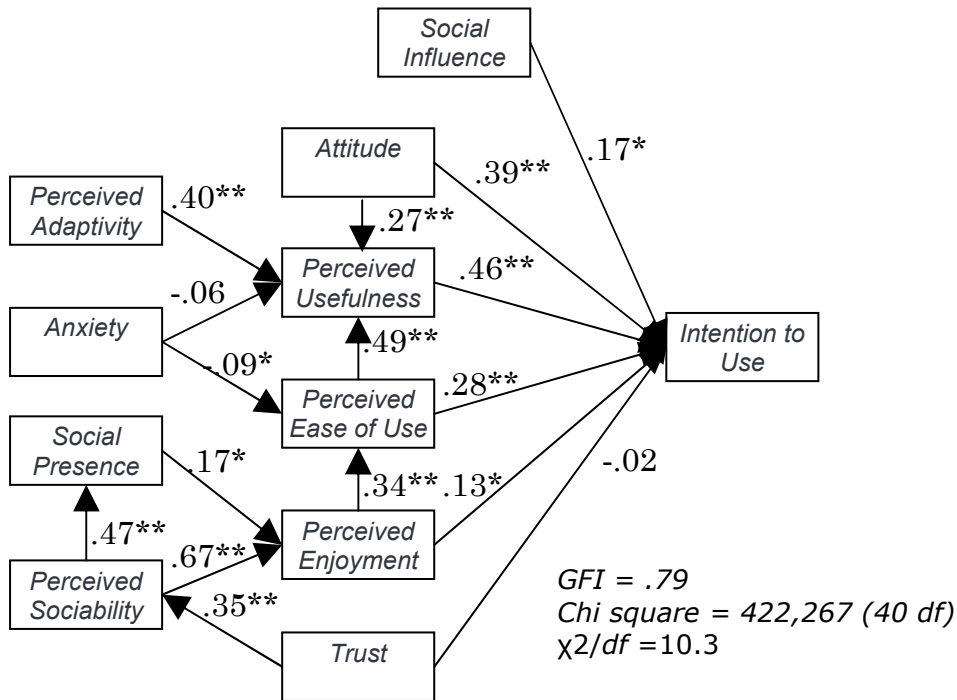 Social
Influence
.17*
Attitude
.39**
Perceived
Adaptivity
.40**
.27**
Perceived
Usefulness
.46**
-.06
Anxiety
Intention to
Use
.49**
-.09*
Perceived
Ease of Use
.28**
Social
Presence
.17*
-.02
.34**
.13*
.47**
Perceived
Enjoyment
.67**
Perceived
Sociability
.35**
Trust
GFI = .79
Chi square = 422,267 (40 df)
χ2/df =10.3